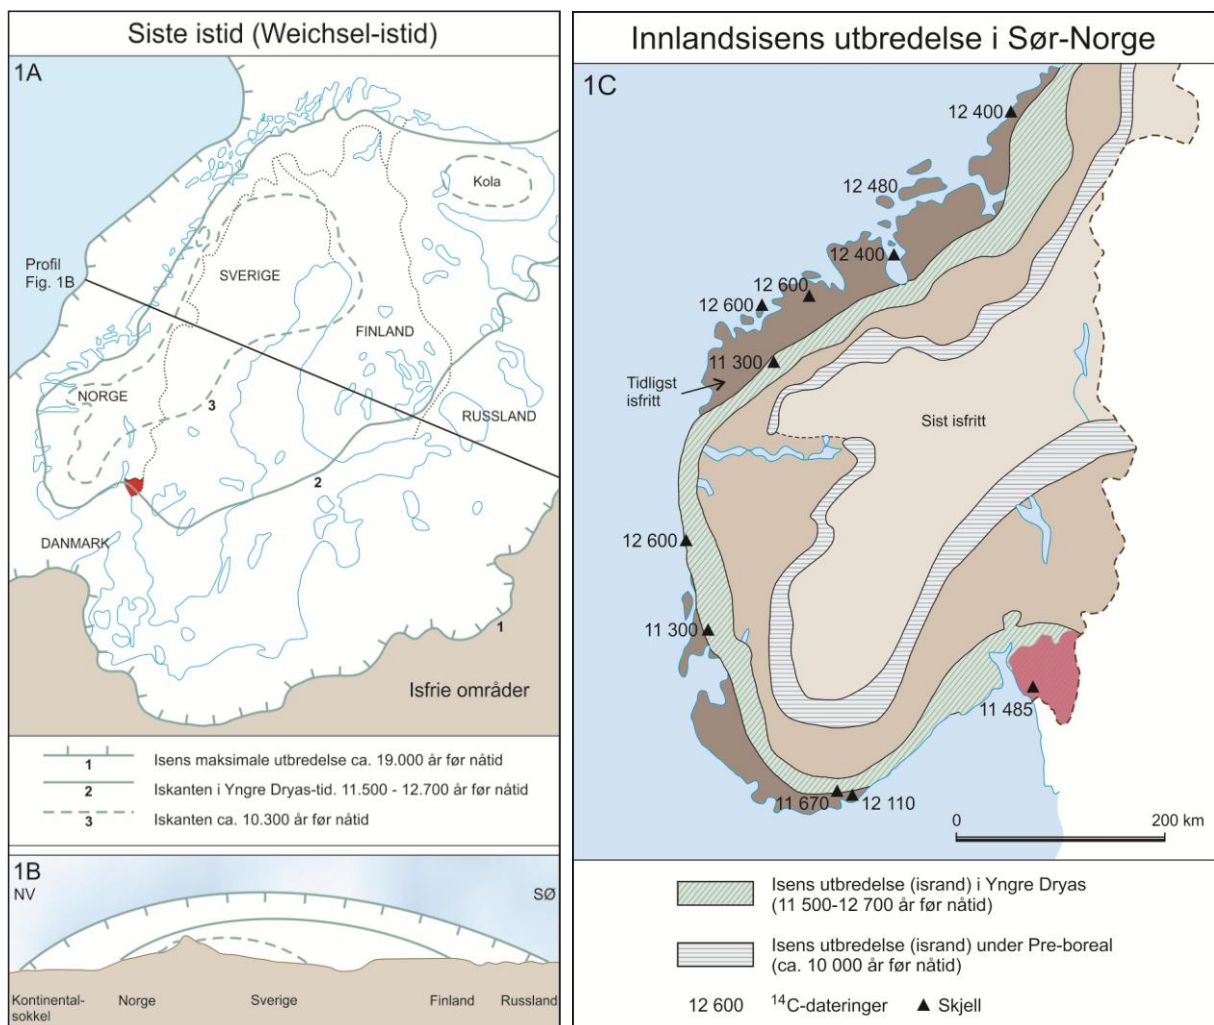 Siste istid (Weichsel-istid)
1A
Kola
Profil
Fig. 1B
SVERIGE
FINLAND
NORGE
3
RUSSLAND
2
DANMARK
1
Isfrie områder
1 Isens maksimale utbredelse ca. 19.000 år før nåtid
2 Iskanten i Yngre Dryas-tid. 11.500 - 12.700 år før nåtid
3 Iskanten ca. 10.300 år før nåtid
1B
NV
SØ
Kontinental-
sokkel
Norge
Sverige
Finland
Russland
Innlandsisens utbredelse i Sør-Norge
1C
12 400
12 480
12 400
12 600
12 600
11 300
Tidligst
isfritt
Sist isfritt
12 600
11 300
11 485
11 670
12 110
0 200 km
Isens utbredelse (isrand) i Yngre Dryas
(11 500-12 700 år før nåtid)
Isens utbredelse (isrand) under Pre-boreal
(ca. 10 000 år før nåtid)
12 600 ¹⁴C-dateringer ▲ Skjell